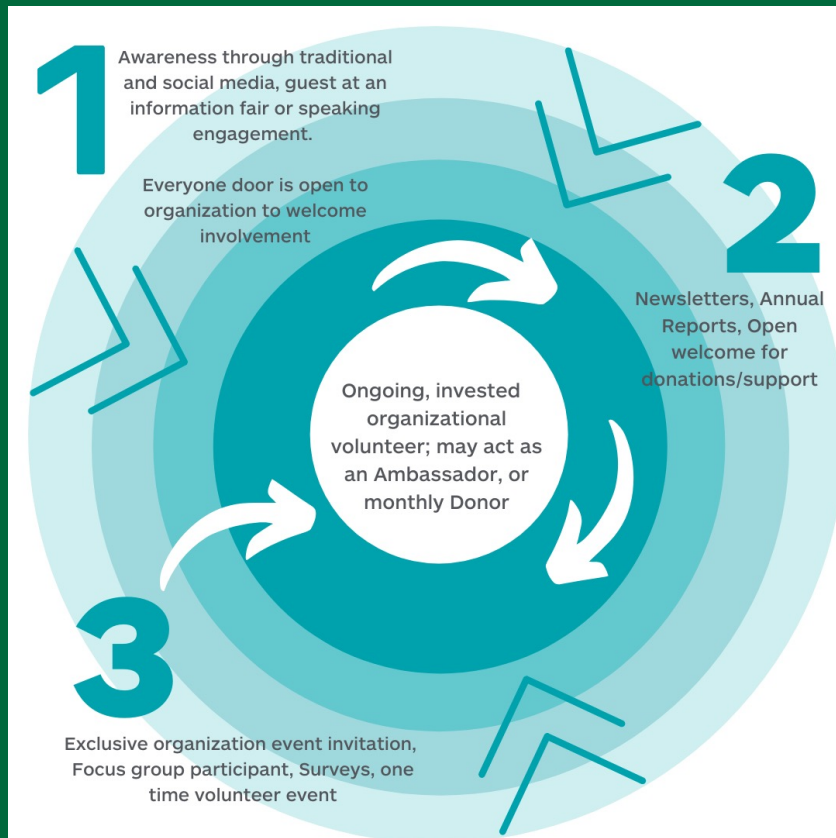 1
Awareness through traditional
and social media, guest at an
information fair or speaking
engagement.
Everyone door is open to
organization to welcome
involvement
2
Newsletters, Annual
Reports, Open
welcome for
donations/support
Ongoing, invested
organizational
volunteer; may act as
an Ambassador, or
monthly Donor
3
Exclusive organization event invitation,
Focus group participant, Surveys, one
time volunteer event